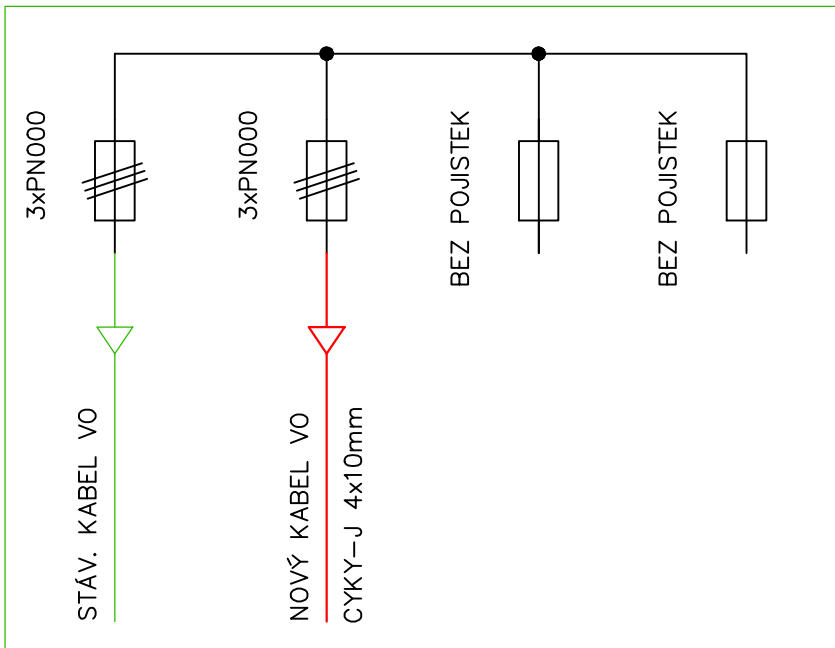 3xPN000
3xPN000
BEZ POJISTEK
BEZ POJISTEK
STÁV. KABEL VO
NOVÝ KABEL VO
CYKY-J 4x10mm